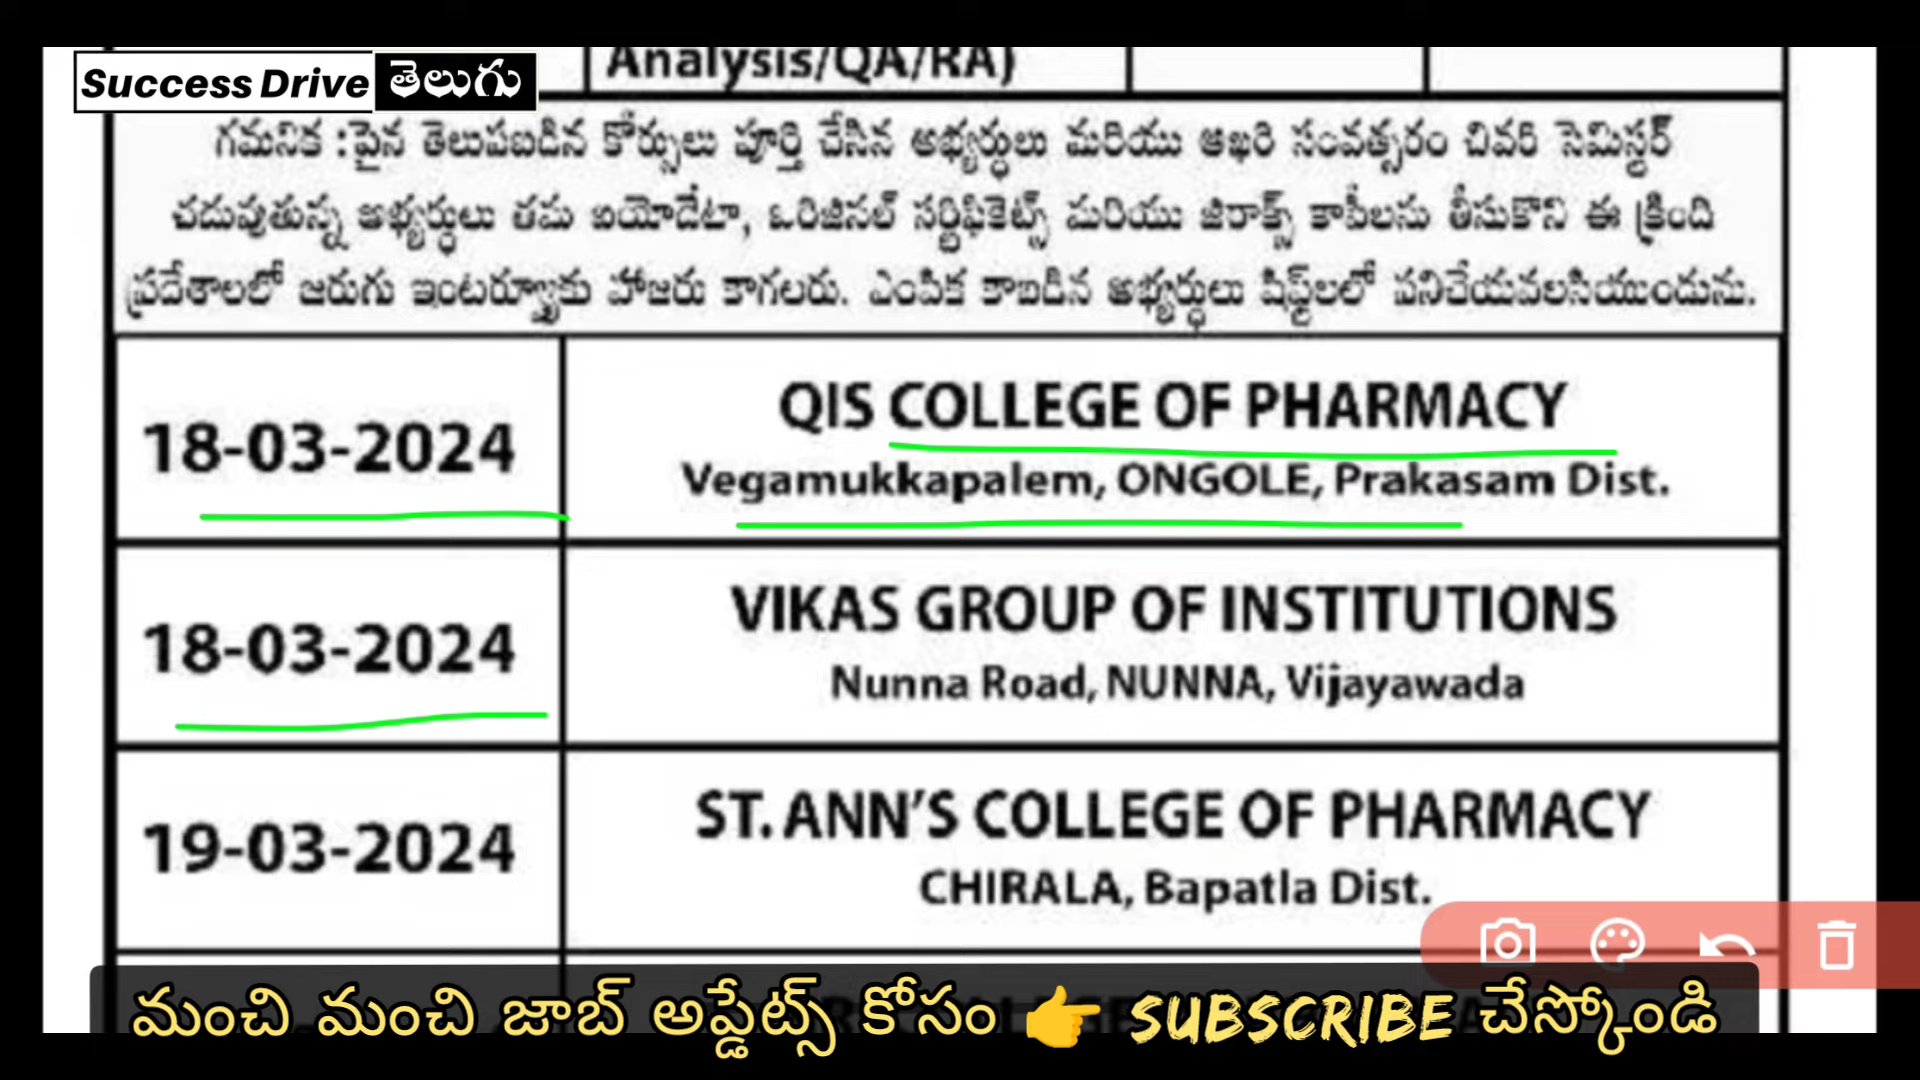 Analysis/QA/RA)
Success Drive తెలుగు
గమనిక : పైన తెలుపబడిన కోర్సులు పూర్తి చేసిన అభ్యర్ధులు మరియు ఆఖరి సంవత్సరం చివరి సెమిస్టర్
చదువుతున్న అభ్యర్ధులు తమ బయోడేటా, ఒరిజినల్ సర్టిఫికెట్స్ మరియు జిరాక్స్ కాపీలను తీసుకొని ఈ క్రింది
ప్రదేశాలలో జరుగు ఇంటర్వ్యూకు హాజరు కాగలరు. ఎంపిక కాబడిన అభ్యర్ధులు షిఫ్ట్‌లలో పనిచేయవలసియుండును.
18-03-2024
QIS COLLEGE OF PHARMACY
Vegamukkapalem, ONGOLE, Prakasam Dist.
18-03-2024
VIKAS GROUP OF INSTITUTIONS
Nunna Road, NUNNA, Vijayawada
19-03-2024
ST. ANN'S COLLEGE OF PHARMACY
CHIRALA, Bapatla Dist.
మంచి మంచి జాబ్ అప్డేట్స్ కోసం 👉 SUBSCRIBE చేస్కోండి